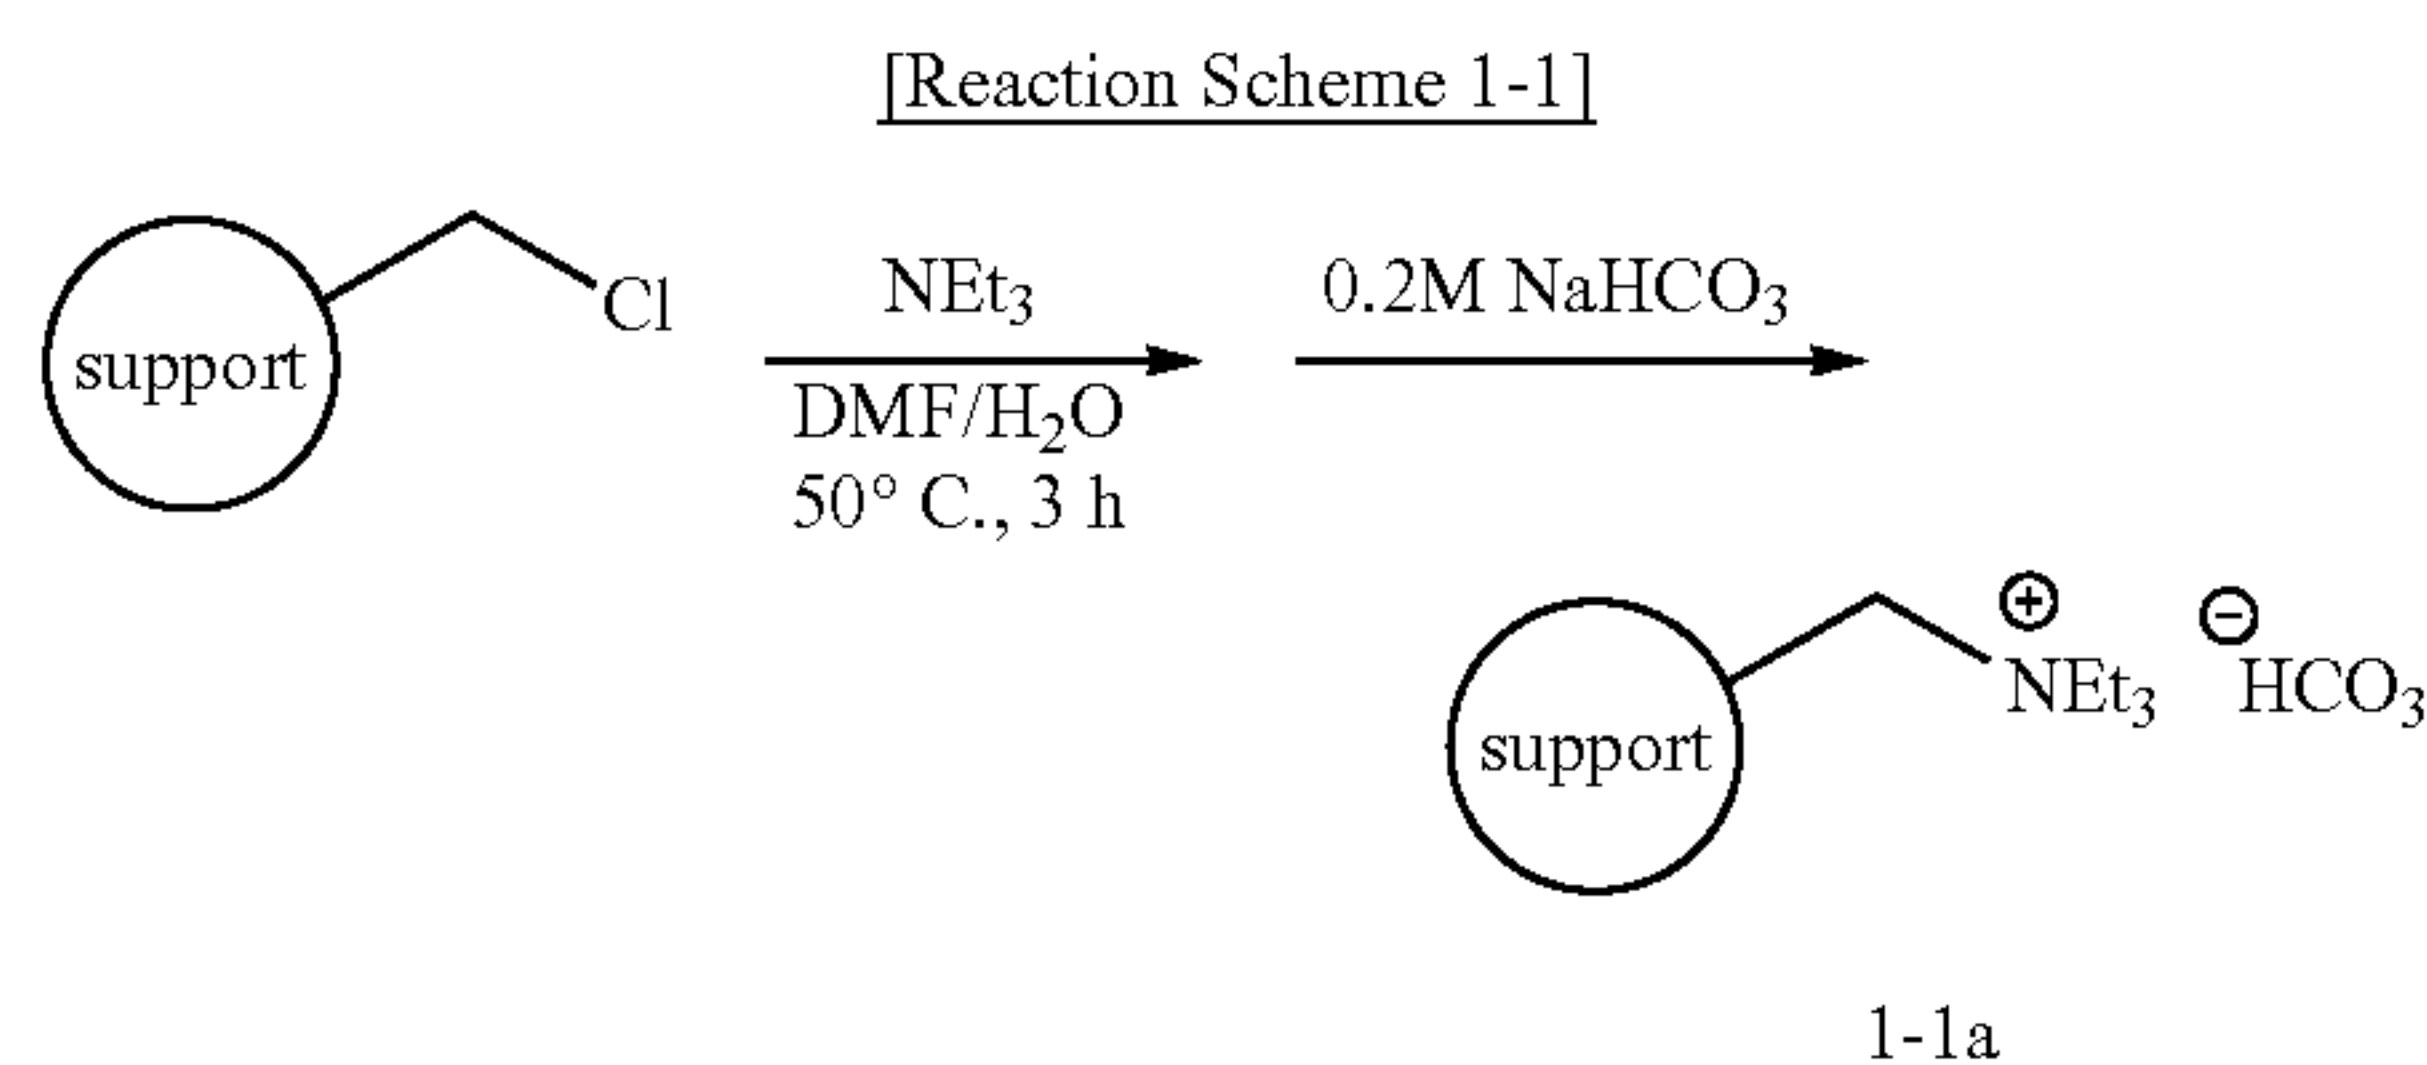 [Reaction Scheme 1-1]
support
Cl
NEt₃
DMF/H₂O
50° C., 3 h
0.2M NaHCO₃
support
⊕
NEt₃
⊖
HCO₃
1-1a